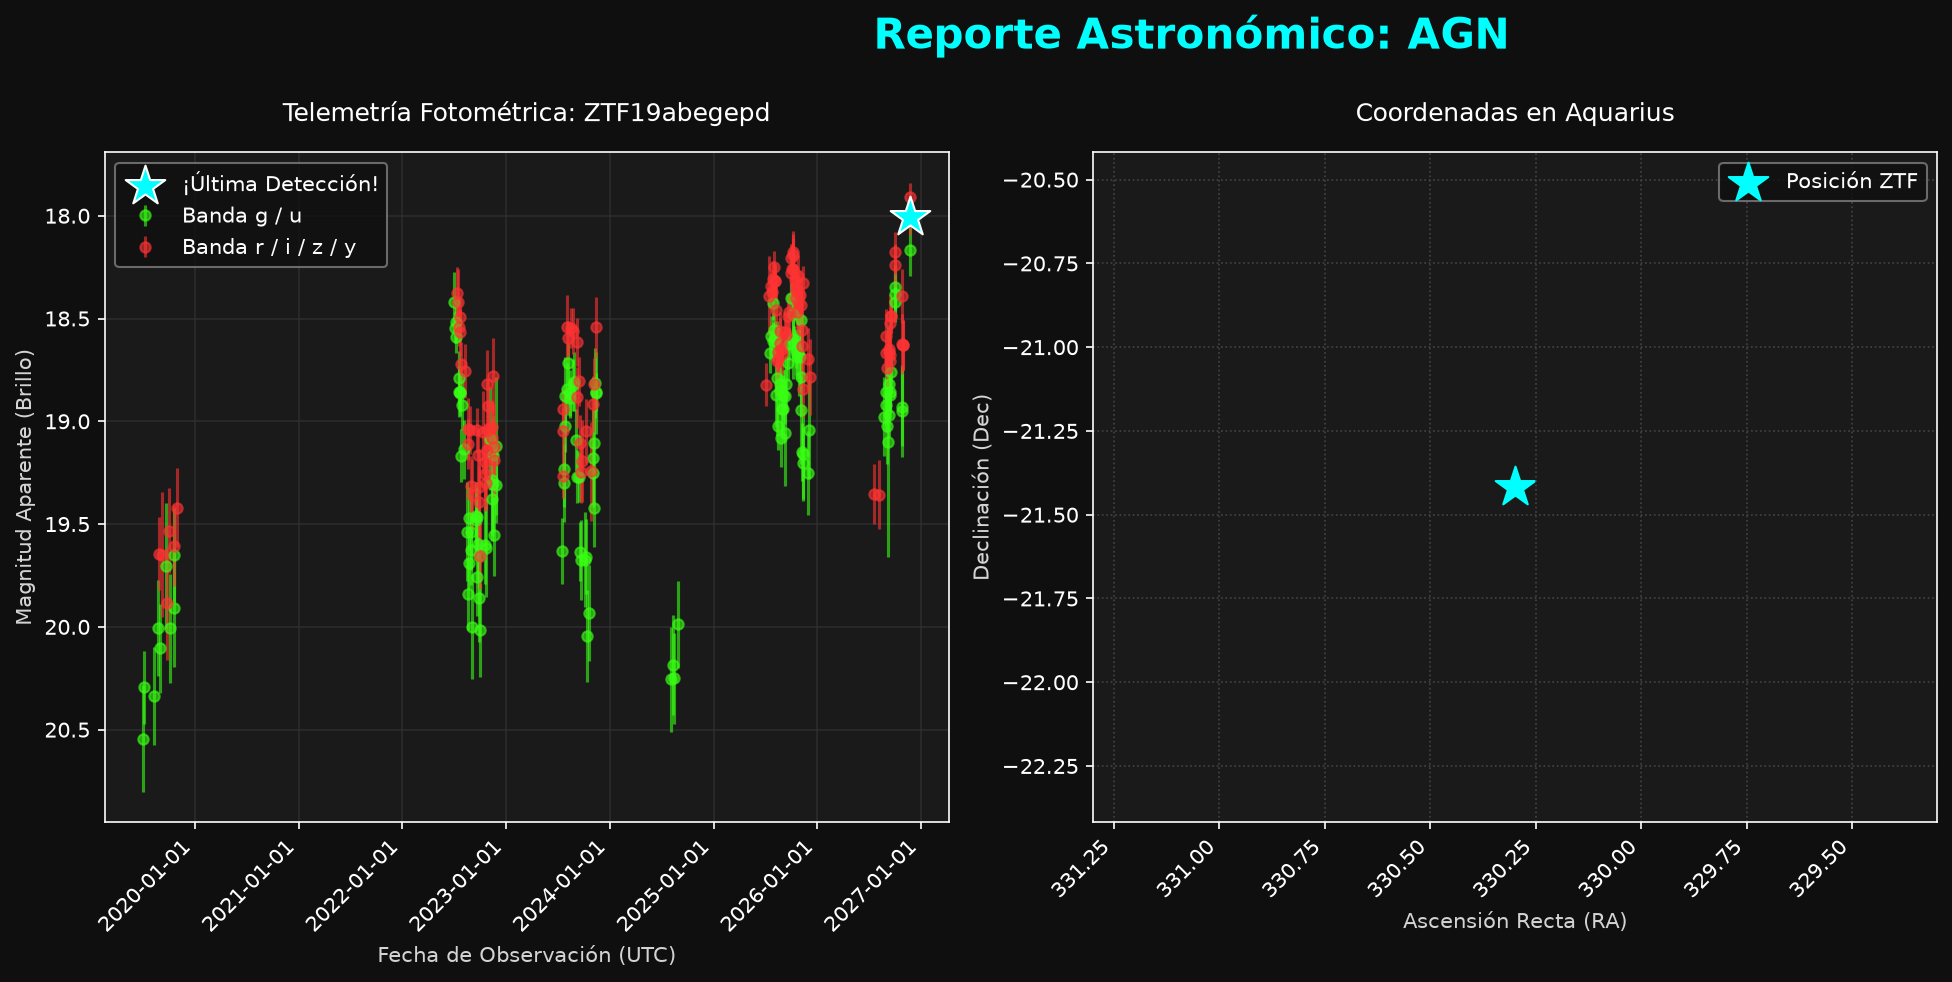 Reporte Astronómico: AGN
Telemetría Fotométrica: ZTF19abegepd
¡Última Detección!
Banda g / u
Banda r / i / z / y
Magnitud Aparente (Brillo)
18.0
18.5
19.0
19.5
20.0
20.5
2020-01-01
2021-01-01
2022-01-01
2023-01-01
2024-01-01
2025-01-01
2026-01-01
2027-01-01
Fecha de Observación (UTC)
Coordenadas en Aquarius
Posición ZTF
Declinación (Dec)
−20.50
−20.75
−21.00
−21.25
−21.50
−21.75
−22.00
−22.25
331.25
331.00
330.75
330.50
330.25
330.00
329.75
329.50
Ascensión Recta (RA)